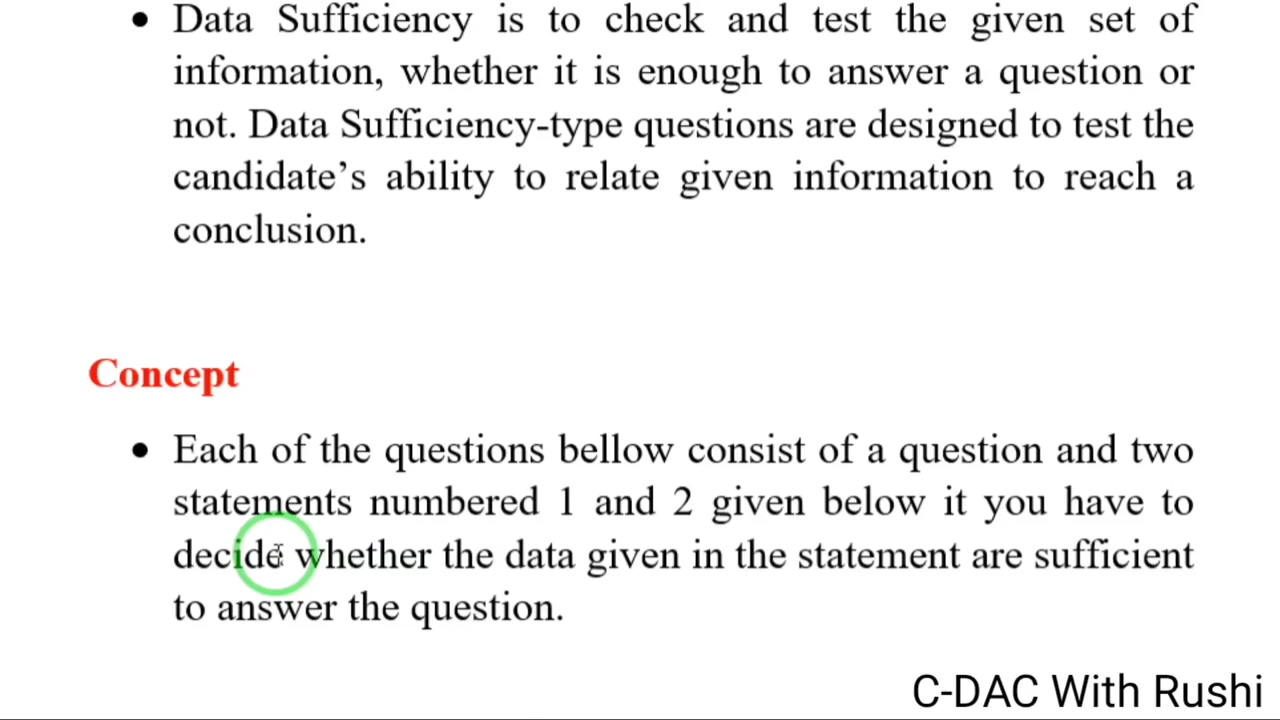 • Data Sufficiency is to check and test the given set of
information, whether it is enough to answer a question or
not. Data Sufficiency-type questions are designed to test the
candidate’s ability to relate given information to reach a
conclusion.
Concept
• Each of the questions bellow consist of a question and two
statements numbered 1 and 2 given below it you have to
decide whether the data given in the statement are sufficient
to answer the question.
C-DAC With Rushi